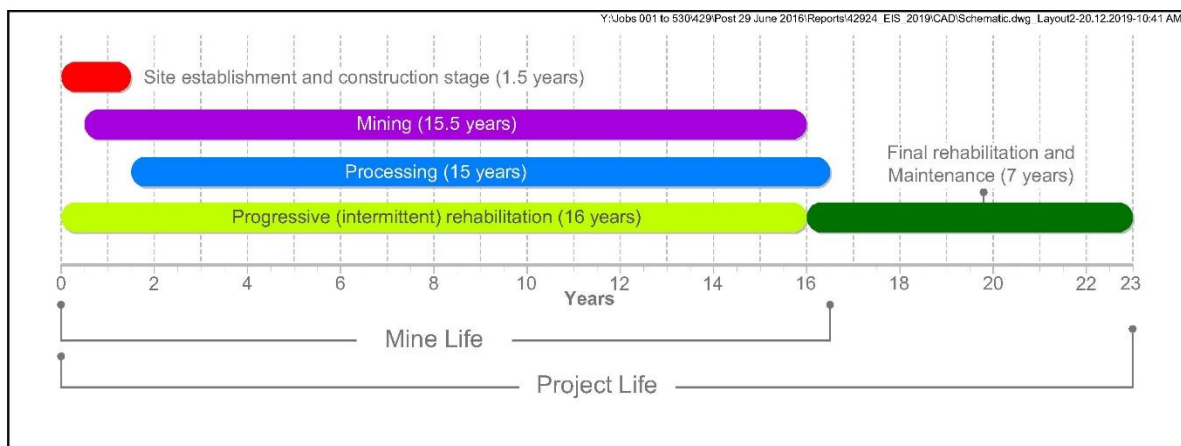 Y:\Jobs 001 to 530\429\Post 29 June 2016\Reports\42924_EIS_2019\CAD\Schematic.dwg_Layout2-20.12.2019-10:41 AM
Site establishment and construction stage (1.5 years)
Mining (15.5 years)
Processing (15 years)
Final rehabilitation and
Maintenance (7 years)
Progressive (intermittent) rehabilitation (16 years)
0 2 4 6 8 10 12 14 16 18 20 22 23
Years
Mine Life
Project Life